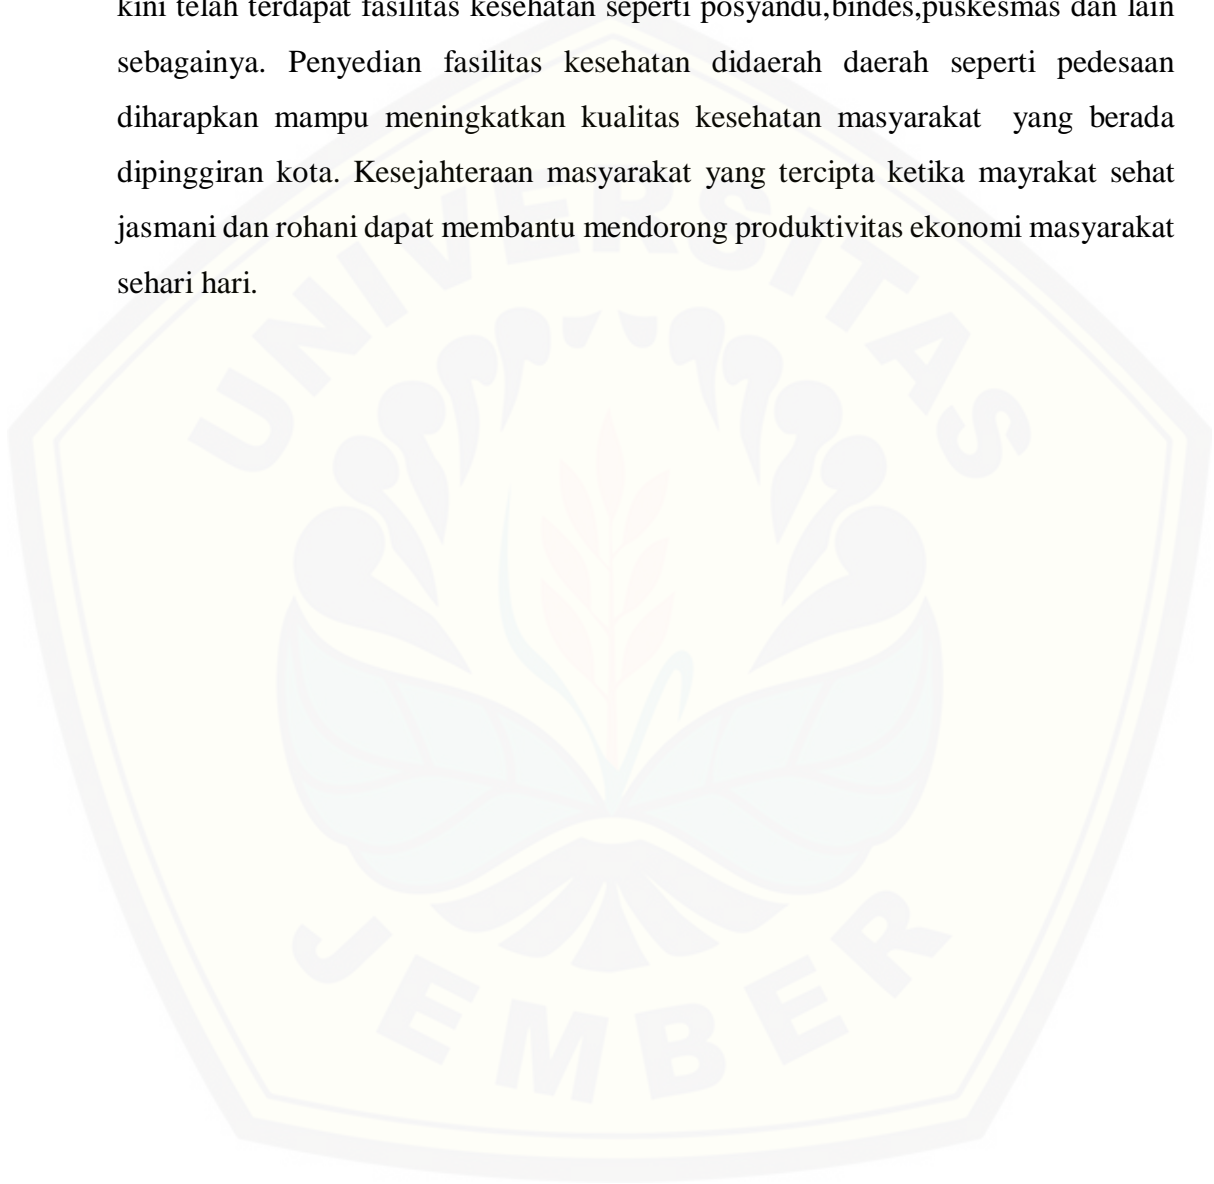 kini telah terdapat fasilitas kesehatan seperti posyandu,bindes,puskesmas dan lain
sebagainya. Penyedian fasilitas kesehatan didaerah daerah seperti pedesaan
diharapkan mampu meningkatkan kualitas kesehatan masyarakat yang berada
dipinggiran kota. Kesejahteraan masyarakat yang tercipta ketika mayrakat sehat
jasmani dan rohani dapat membantu mendorong produktivitas ekonomi masyarakat
sehari hari.
UNIVERSITAS
JEMBER